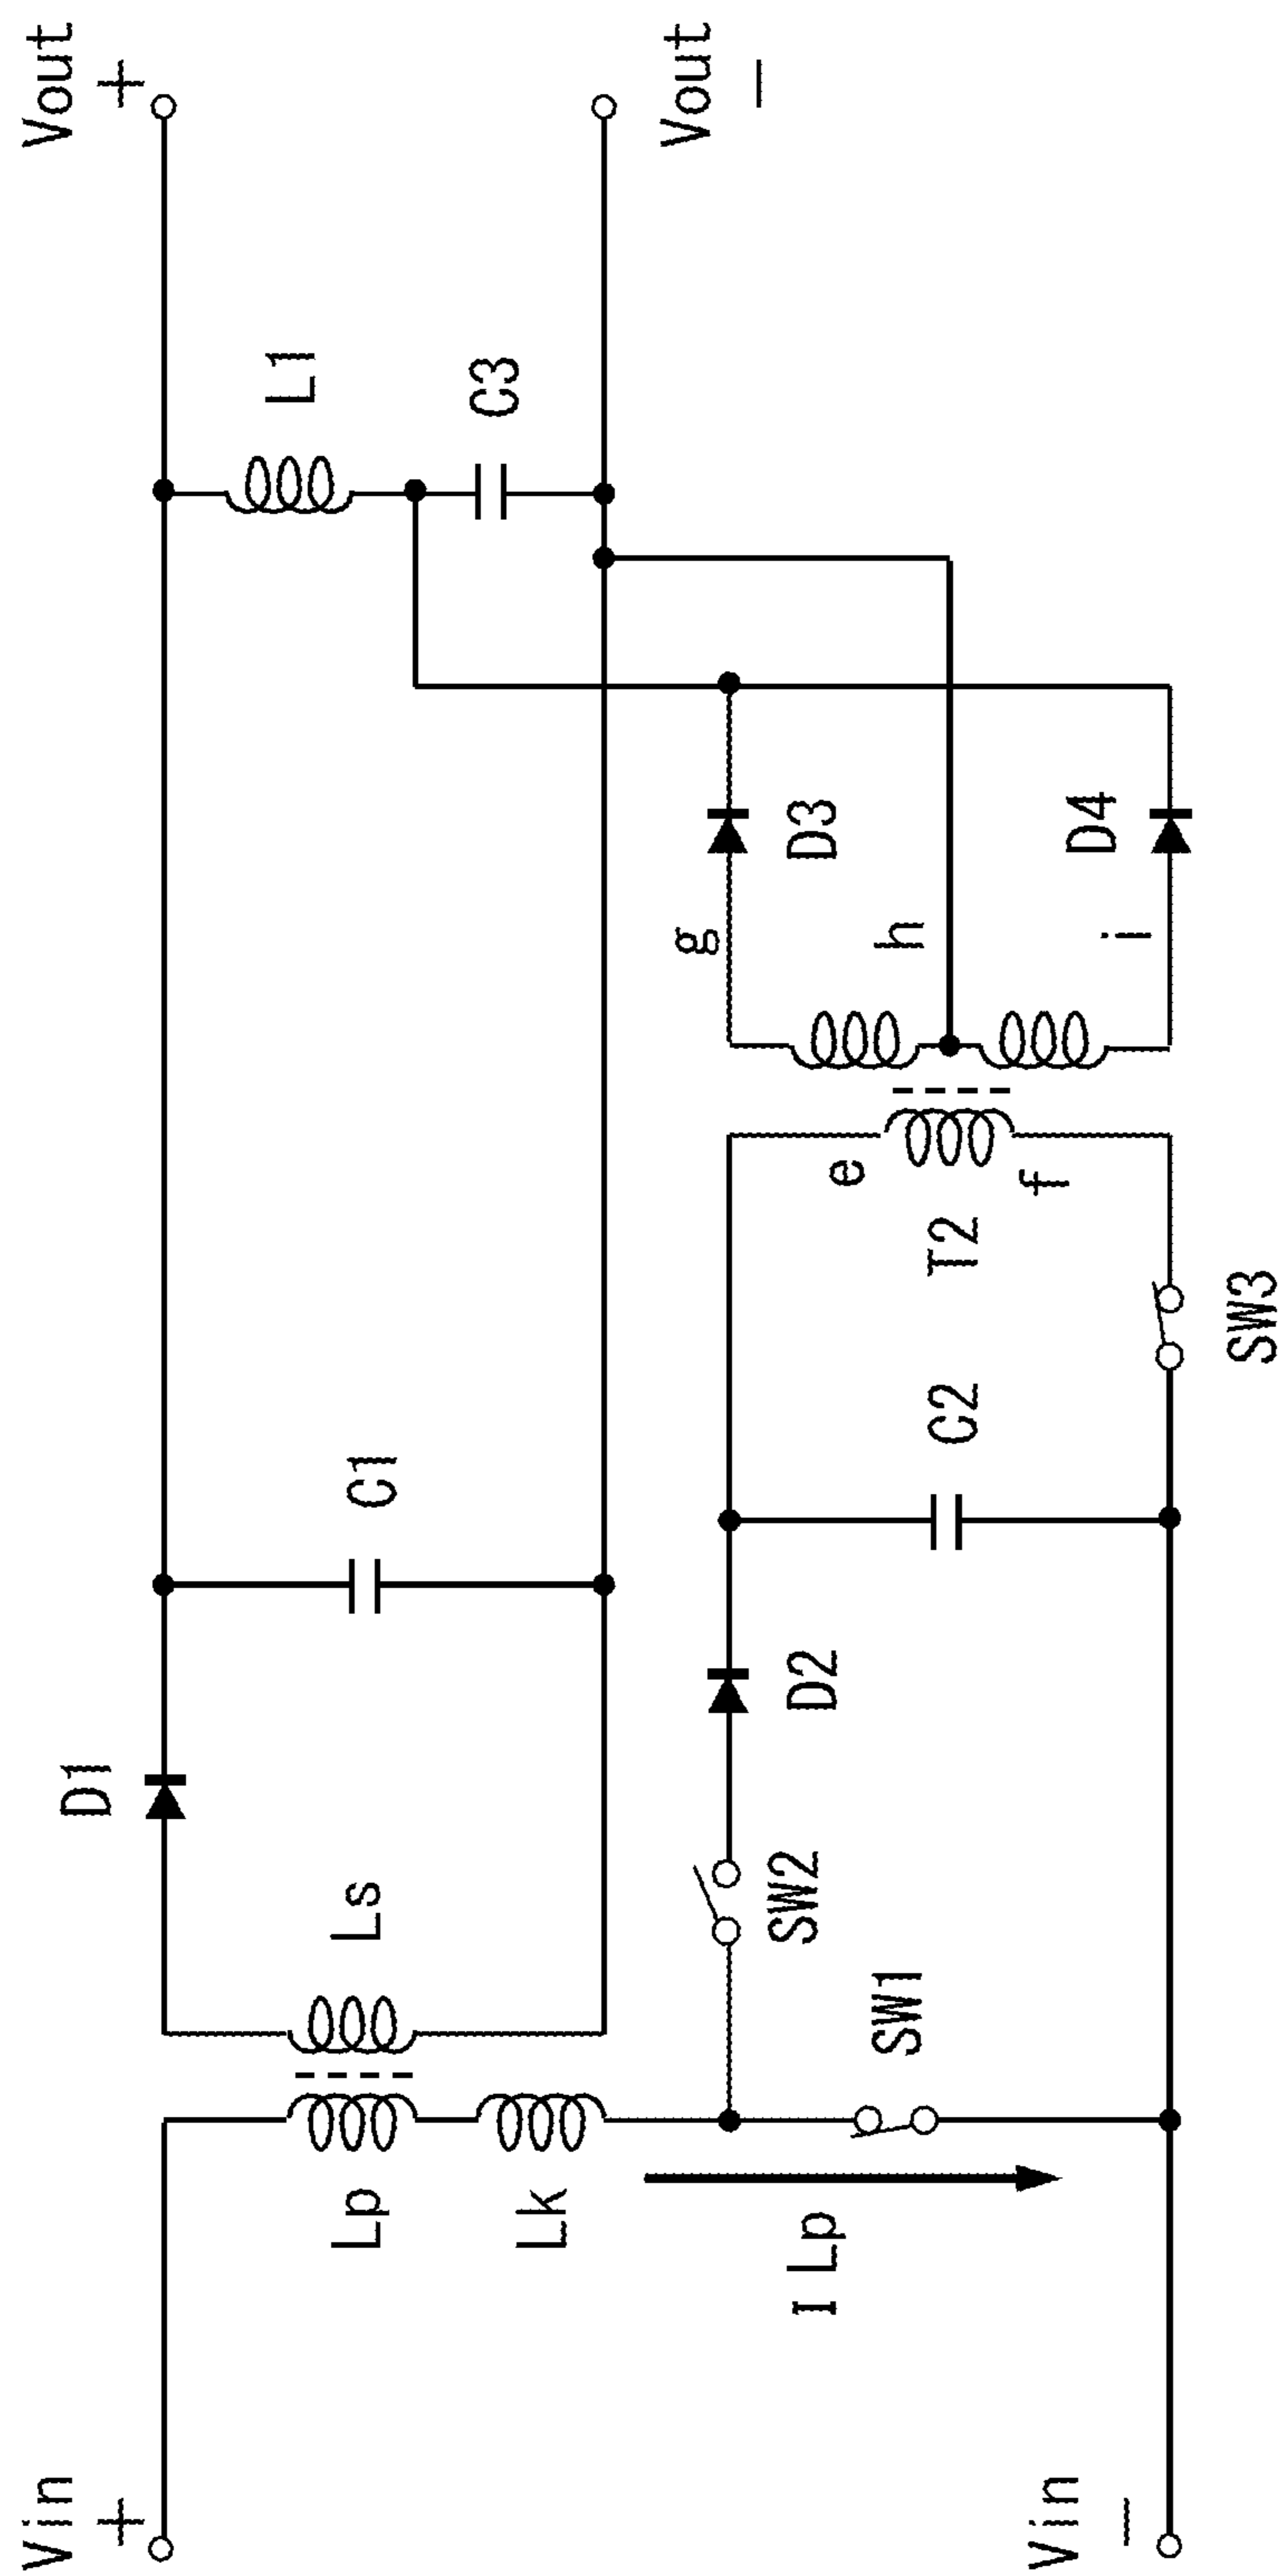 Vin
+
Vout
+
D1
Lp
Ls
C1
L1
Lk
C3
Vout
−
I Lp
SW2
D2
g
D3
SW1
C2
e
T2
f
h
i
D4
Vin
−
SW3